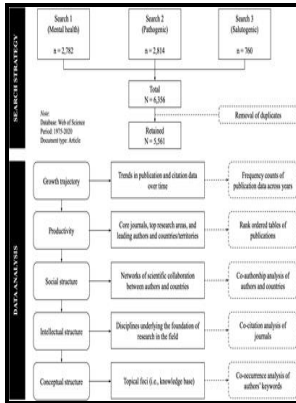 SEARCH STRATEGY
Search 1
(Mental health)
n = 2,782
Search 2
(Pathogenic)
n = 2,814
Search 3
(Salutogenic)
n = 760
Total
N = 6,356
Removal of duplicates
Retained
N = 5,561
Note:
Database: Web of Science
Period: 1975-2020
Document type: Article
DATA ANALYSIS
Growth trajectory
Trends in publication and citation data
over time
Frequency counts of
publication data across years
Productivity
Core journals, top research areas, and
leading authors and countries/territories
Rank ordered tables of
publications
Social structure
Networks of scientific collaboration
between authors and countries
Co-authorship analysis of
authors and countries
Intellectual structure
Disciplines underlying the foundation of
research in the field
Co-citation analysis of
journals
Conceptual structure
Topical foci (i.e., knowledge base)
Co-occurrence analysis of
authors' keywords